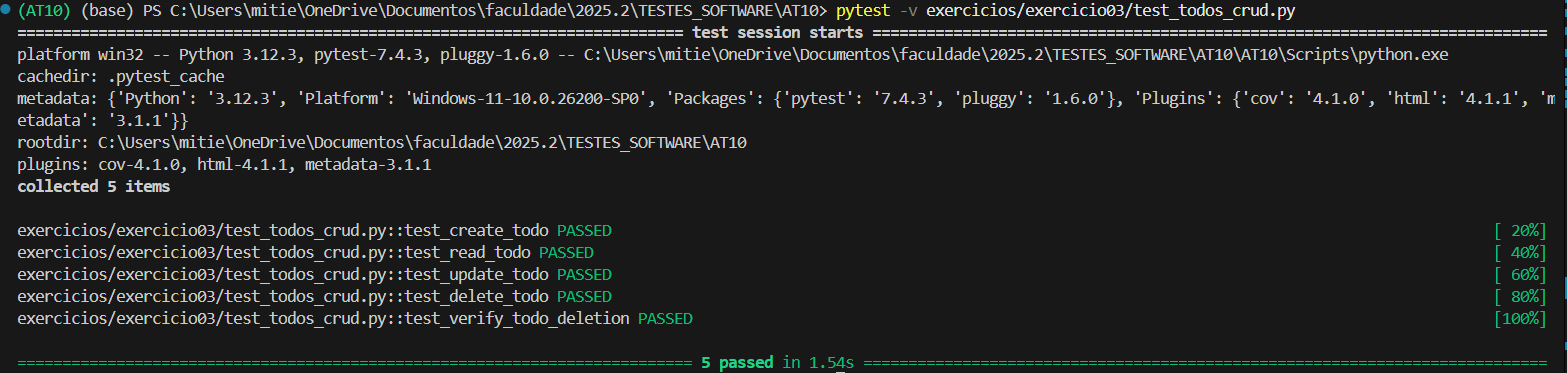 (AT10) (base) PS C:\Users\mitie\OneDrive\Documentos\faculdade\2025.2\TESTES_SOFTWARE\AT10> pytest -v exercicios/exercicio03/test_todos_crud.py
============================================================================ test session starts =============================================================================
platform win32 -- Python 3.12.3, pytest-7.4.3, pluggy-1.6.0 -- C:\Users\mitie\OneDrive\Documentos\faculdade\2025.2\TESTES_SOFTWARE\AT10\AT10\Scripts\python.exe
cachedir: .pytest_cache
metadata: {'Python': '3.12.3', 'Platform': 'Windows-11-10.0.26200-SP0', 'Packages': {'pytest': '7.4.3', 'pluggy': '1.6.0'}, 'Plugins': {'cov': '4.1.0', 'html': '4.1.1', 'm
etadata': '3.1.1'}}
rootdir: C:\Users\mitie\OneDrive\Documentos\faculdade\2025.2\TESTES_SOFTWARE\AT10
plugins: cov-4.1.0, html-4.1.1, metadata-3.1.1
collected 5 items
exercicios/exercicio03/test_todos_crud.py::test_create_todo PASSED [ 20%]
exercicios/exercicio03/test_todos_crud.py::test_read_todo PASSED [ 40%]
exercicios/exercicio03/test_todos_crud.py::test_update_todo PASSED [ 60%]
exercicios/exercicio03/test_todos_crud.py::test_delete_todo PASSED [ 80%]
exercicios/exercicio03/test_todos_crud.py::test_verify_todo_deletion PASSED [100%]
============================================================================= 5 passed in 1.54s ==============================================================================